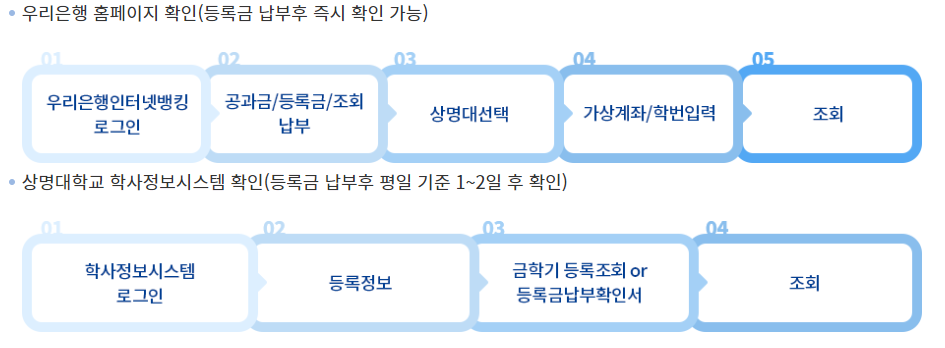 우리은행 홈페이지 확인(등록금 납부후 즉시 확인 가능)
01
우리은행인터넷뱅킹
로그인
02
공과금/등록금/조회
납부
03
상명대선택
04
가상계좌/학번입력
05
조회
상명대학교 학사정보시스템 확인(등록금 납부후 평일 기준 1~2일 후 확인)
01
학사정보시스템
로그인
02
등록정보
03
금학기 등록조회 or
등록금납부확인서
04
조회